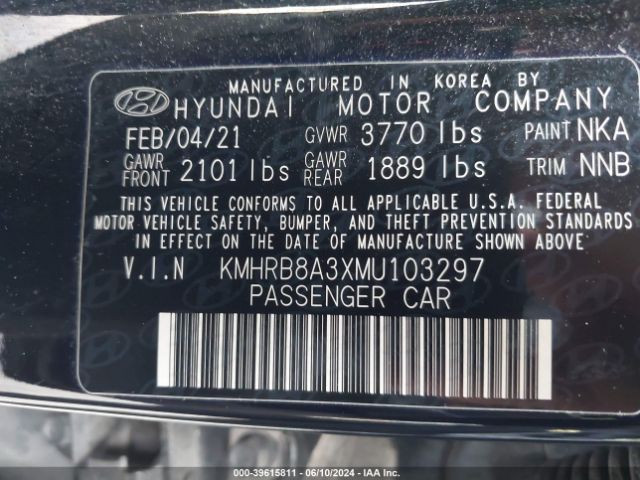 MANUFACTURED IN KOREA BY
HYUNDAI MOTOR COMPANY
FEB/04/21 GVWR 3770 lbs PAINT NKA
GAWR FRONT 2101 lbs GAWR REAR 1889 lbs TRIM NNB
THIS VEHICLE CONFORMS TO ALL APPLICABLE U.S.A. FEDERAL
MOTOR VEHICLE SAFETY, BUMPER, AND THEFT PREVENTION STANDARDS
IN EFFECT ON THE DATE OF MANUFACTURE SHOWN ABOVE
V.I.N KMHRB8A3XMU103297
PASSENGER CAR
000-39615811 - 06/10/2024 - IAA Inc.